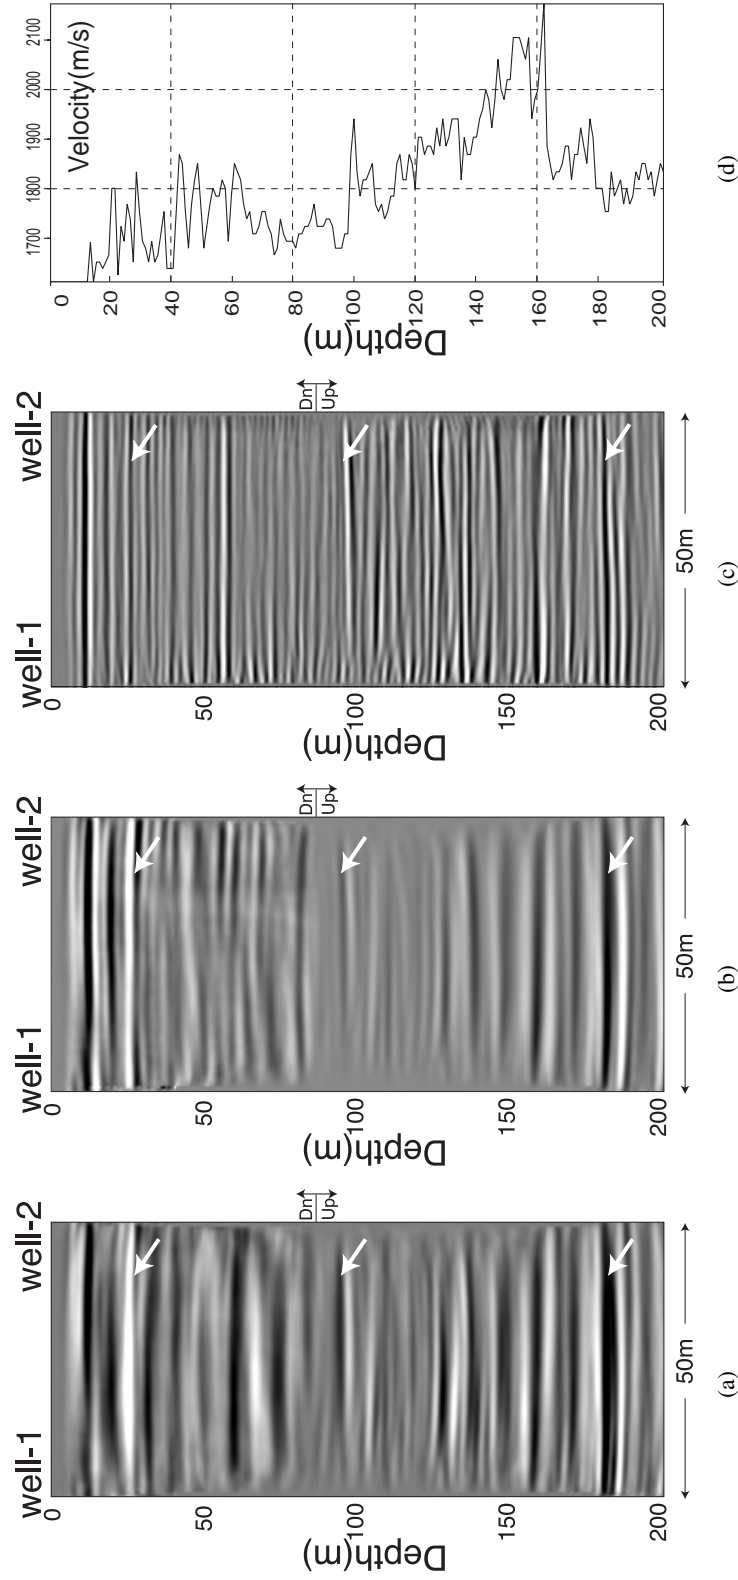 well-1
well-2
Depth(m)
0
50
100
150
200
Dn
Up
50m
(a)
well-1
well-2
Depth(m)
0
50
100
150
200
Dn
Up
50m
(b)
well-1
well-2
Depth(m)
0
50
100
150
200
Dn
Up
50m
(c)
Velocity(m/s)
1700
1800
1900
2000
2100
Depth(m)
0
20
40
60
80
100
120
140
160
180
200
(d)